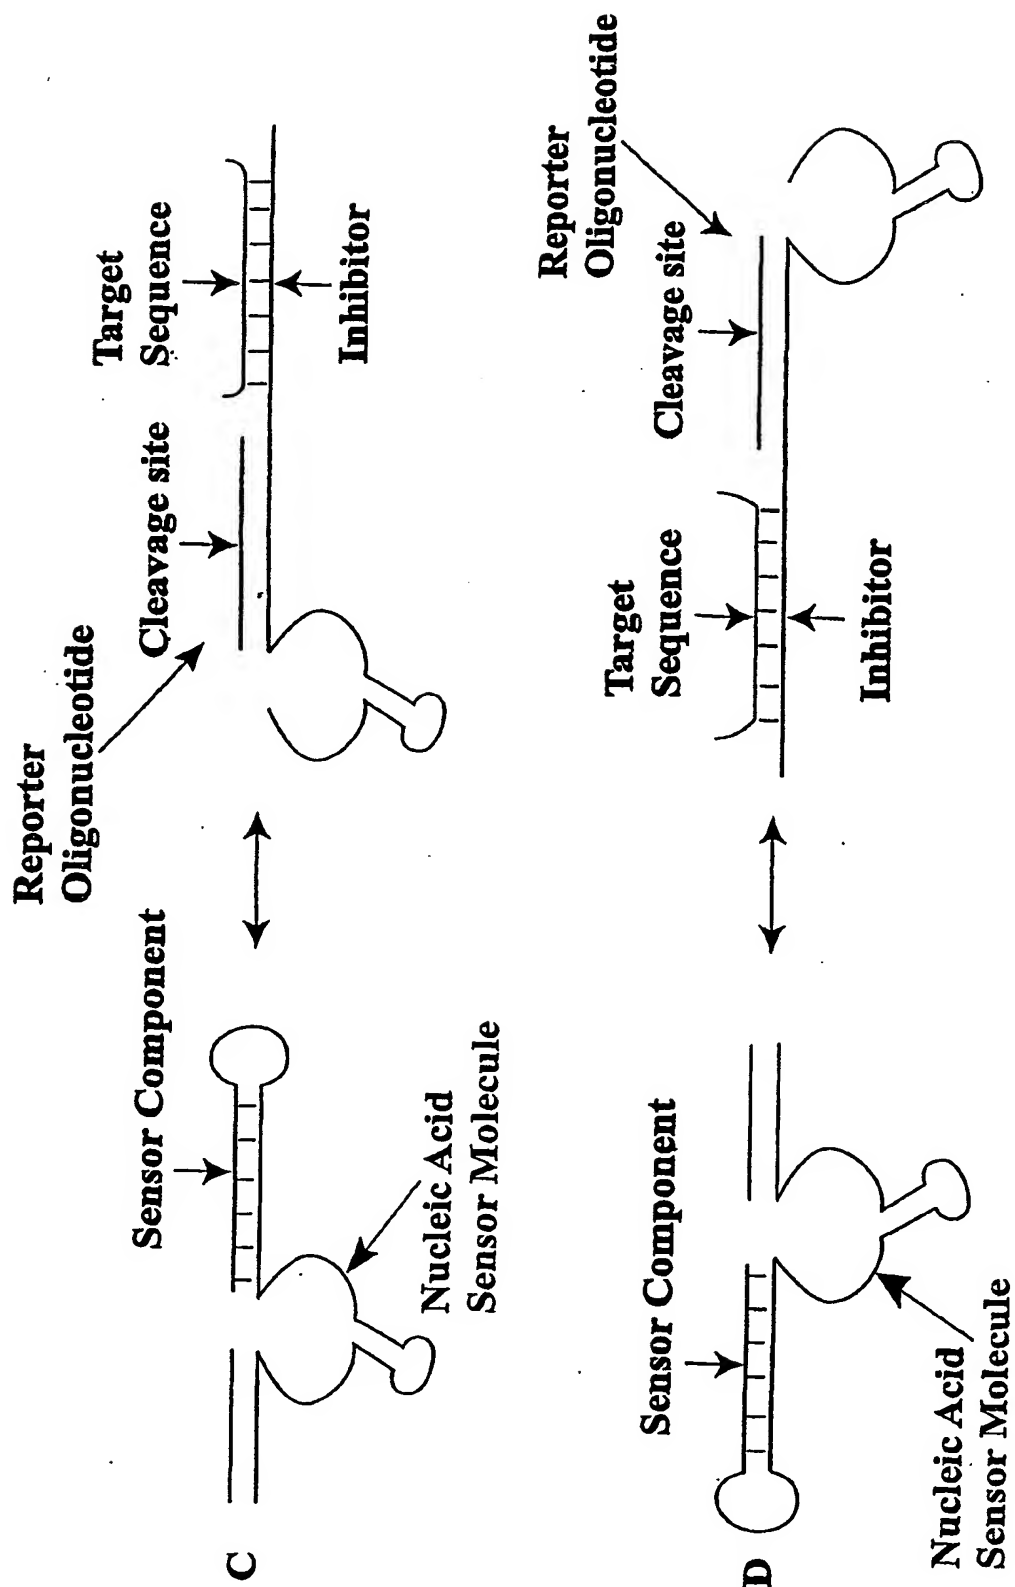 C
Sensor Component
Nucleic Acid
Sensor Molecule
Reporter
Oligonucleotide
Cleavage site
Target
Sequence
Inhibitor
D
Sensor Component
Nucleic Acid
Sensor Molecule
Target
Sequence
Inhibitor
Cleavage site
Reporter
Oligonucleotide